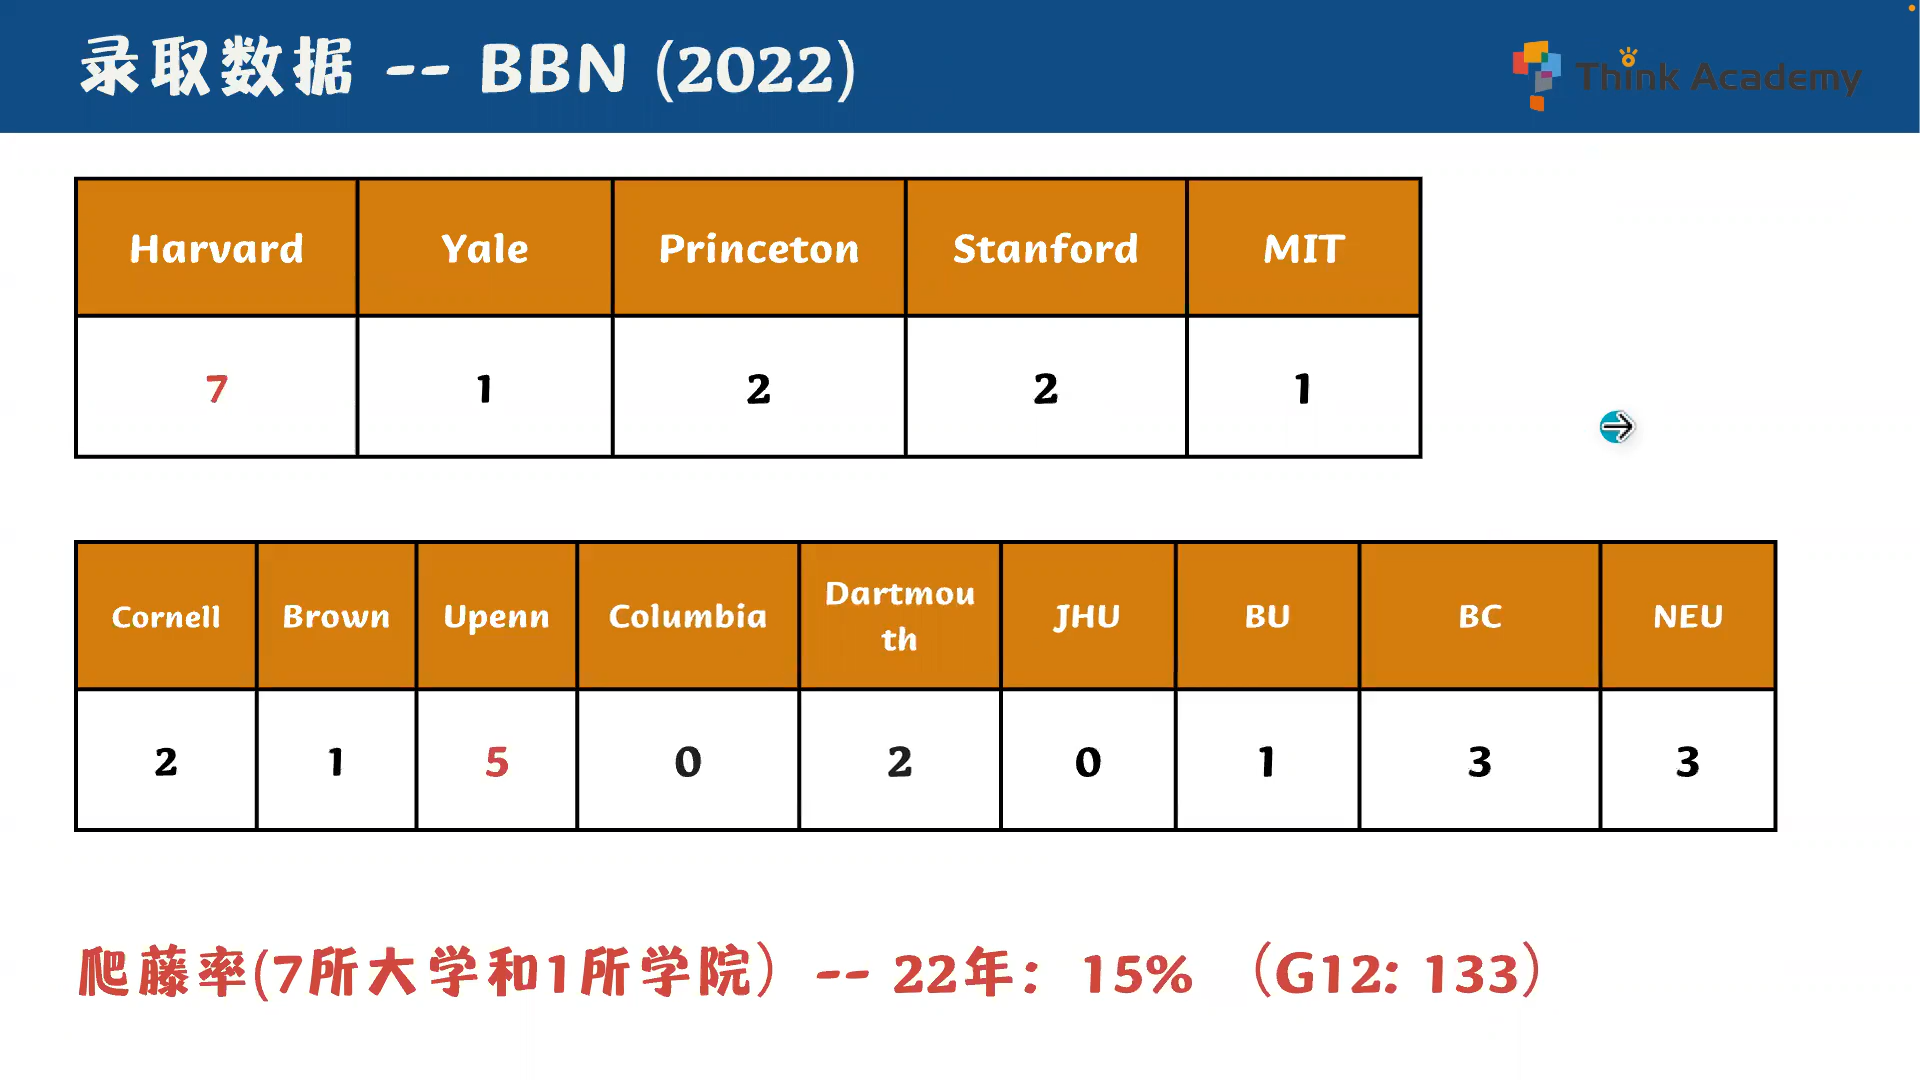 录取数据 -- BBN (2022)
Think Academy
Harvard Yale Princeton Stanford MIT
7 1 2 2 1
Cornell Brown Upenn Columbia Dartmou
th JHU BU BC NEU
2 1 5 0 2 0 1 3 3
爬藤率(7所大学和1所学院）-- 22年：15% （G12: 133）